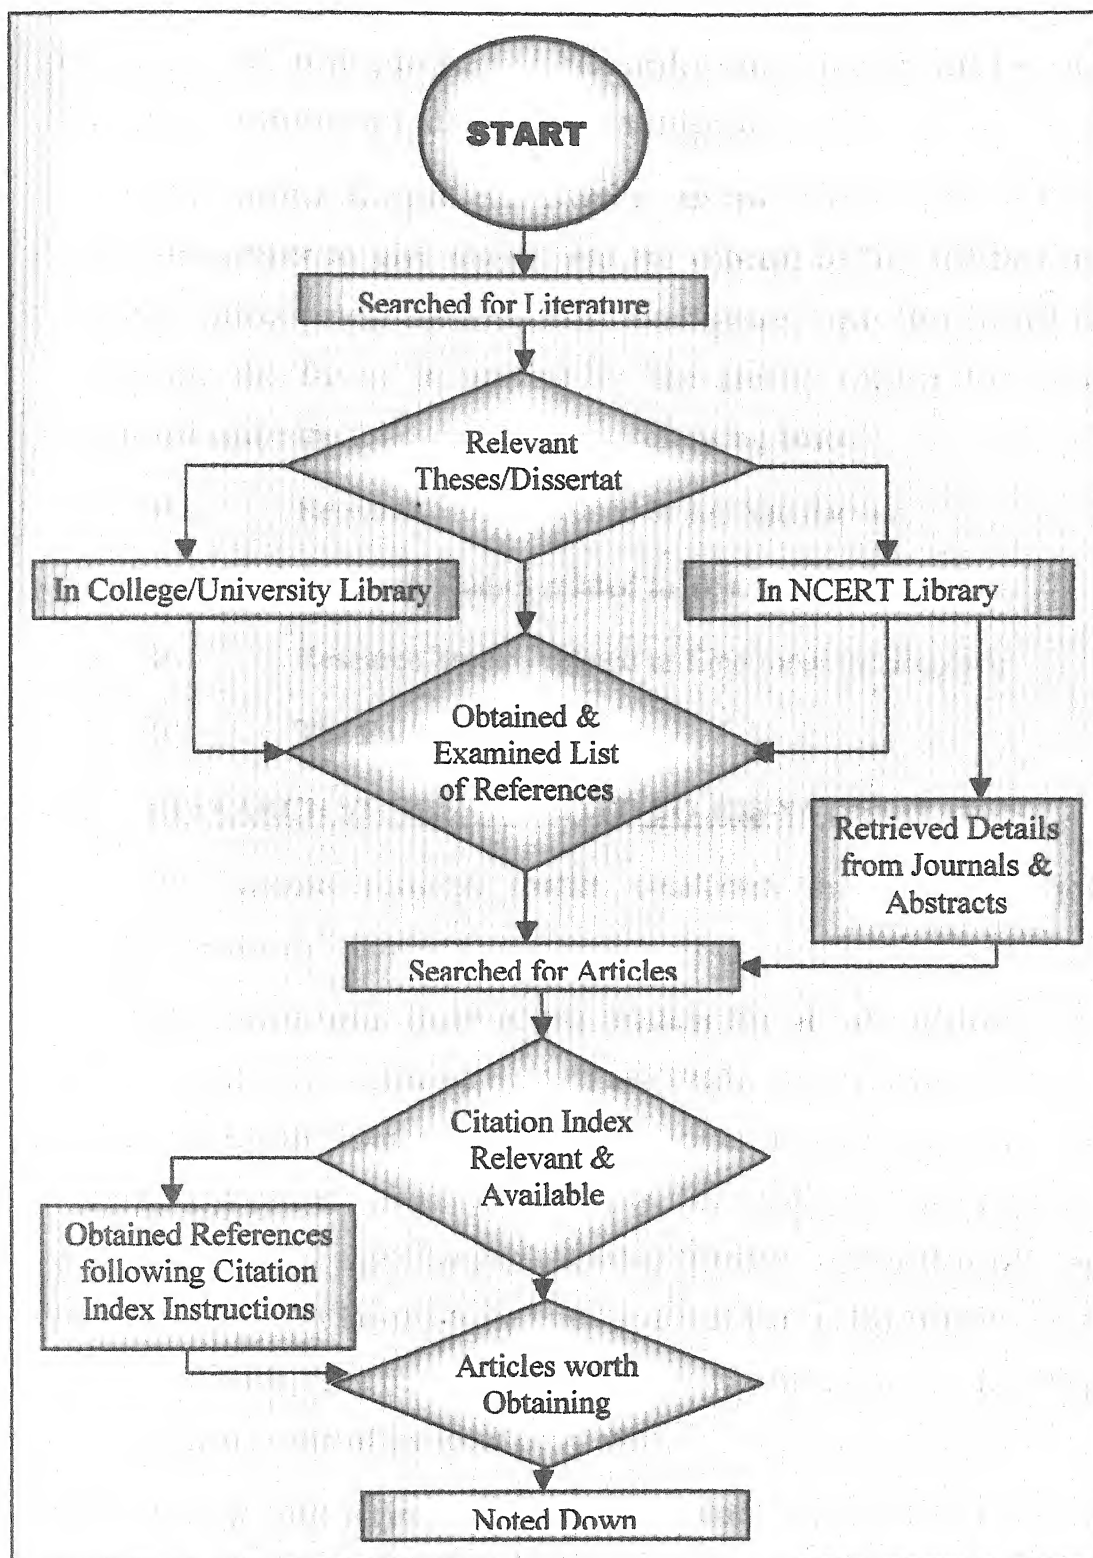 START
Searched for Literature
Relevant
Theses/Dissertat
In College/University Library
In NCERT Library
Obtained &
Examined List
of References
Retrieved Details
from Journals &
Abstracts
Searched for Articles
Citation Index
Relevant &
Available
Obtained References
following Citation
Index Instructions
Articles worth
Obtaining
Noted Down